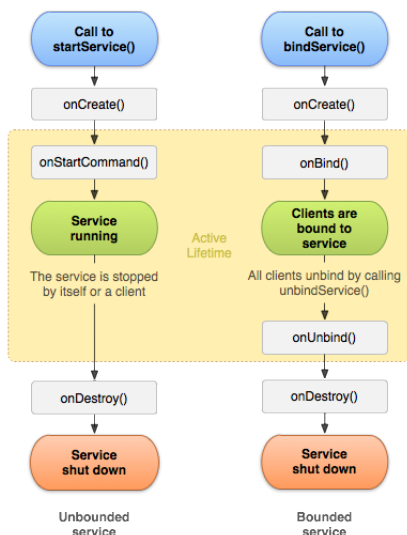 Call to
startService()
onCreate()
onStartCommand()
Service
running
The service is stopped
by itself or a client
onDestroy()
Service
shut down
Unbounded
service
Active
Lifetime
Call to
bindService()
onCreate()
onBind()
Clients are
bound to
service
All clients unbind by calling
unbindService()
onUnbind()
onDestroy()
Service
shut down
Bounded
service